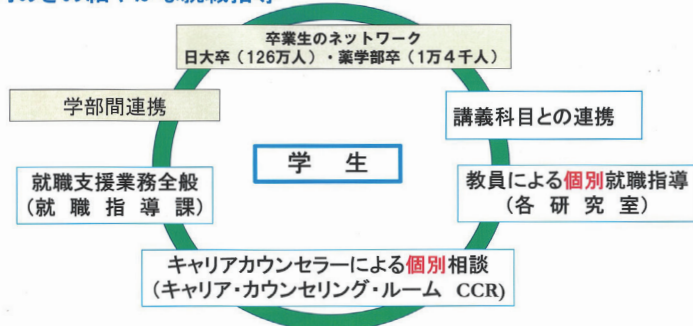 卒業生のネットワーク
日大卒（126万人）・薬学部卒（1万4千人）
学部間連携
講義科目との連携
学　生
就職支援業務全般
（就 職 指 導 課）
教員による個別就職指導
（各 研 究 室）
キャリアカウンセラーによる個別相談
（キャリア・カウンセリング・ルーム CCR）